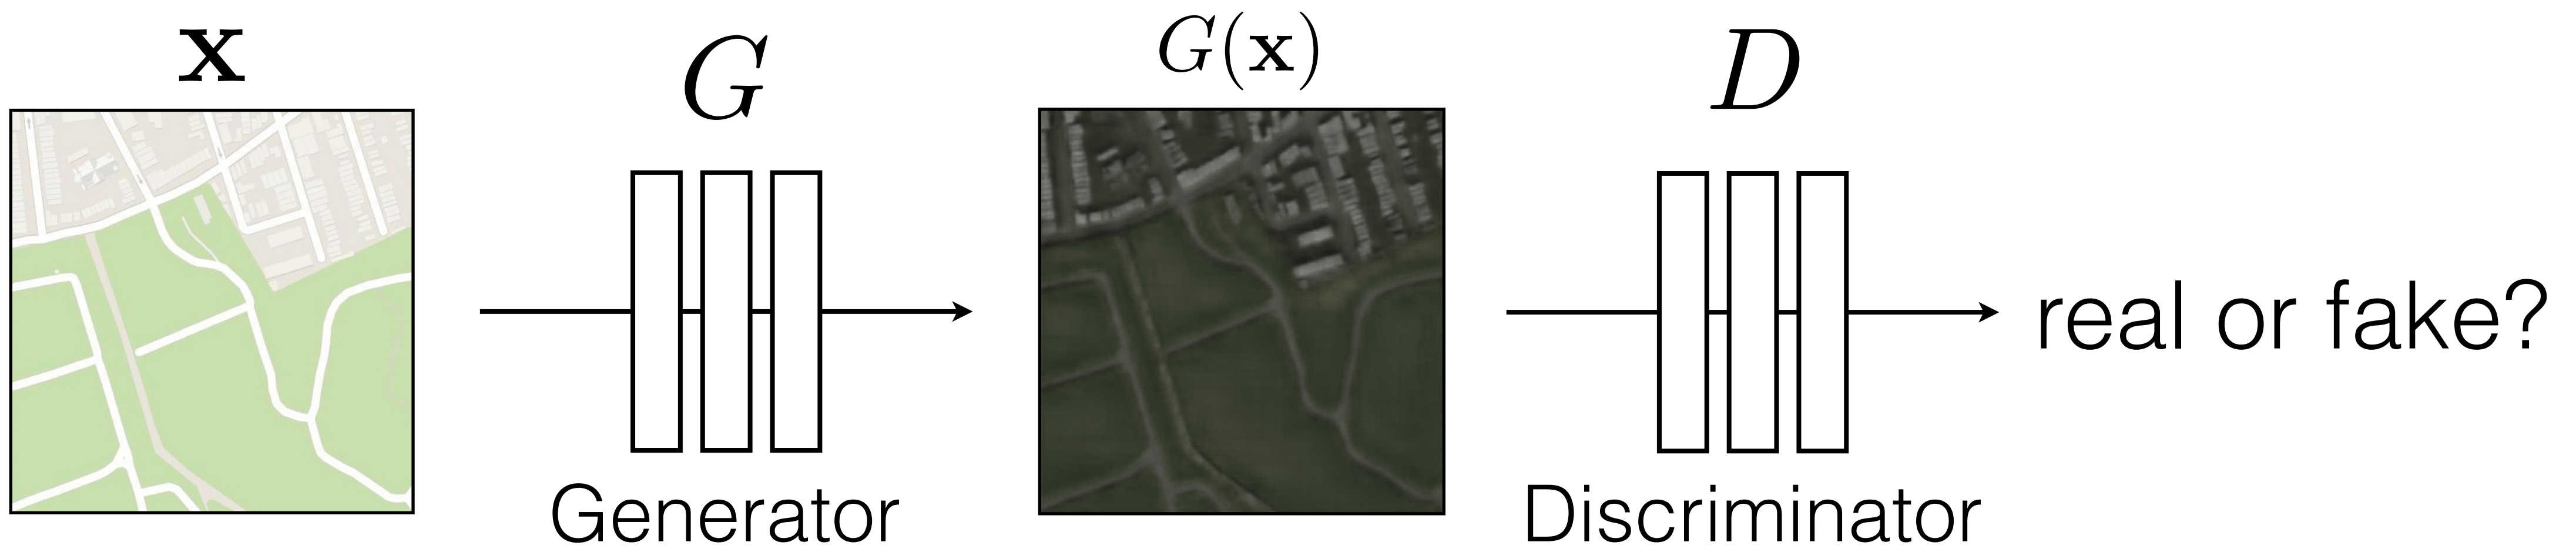 x
G
Generator
G(x)
D
Discriminator
real or fake?